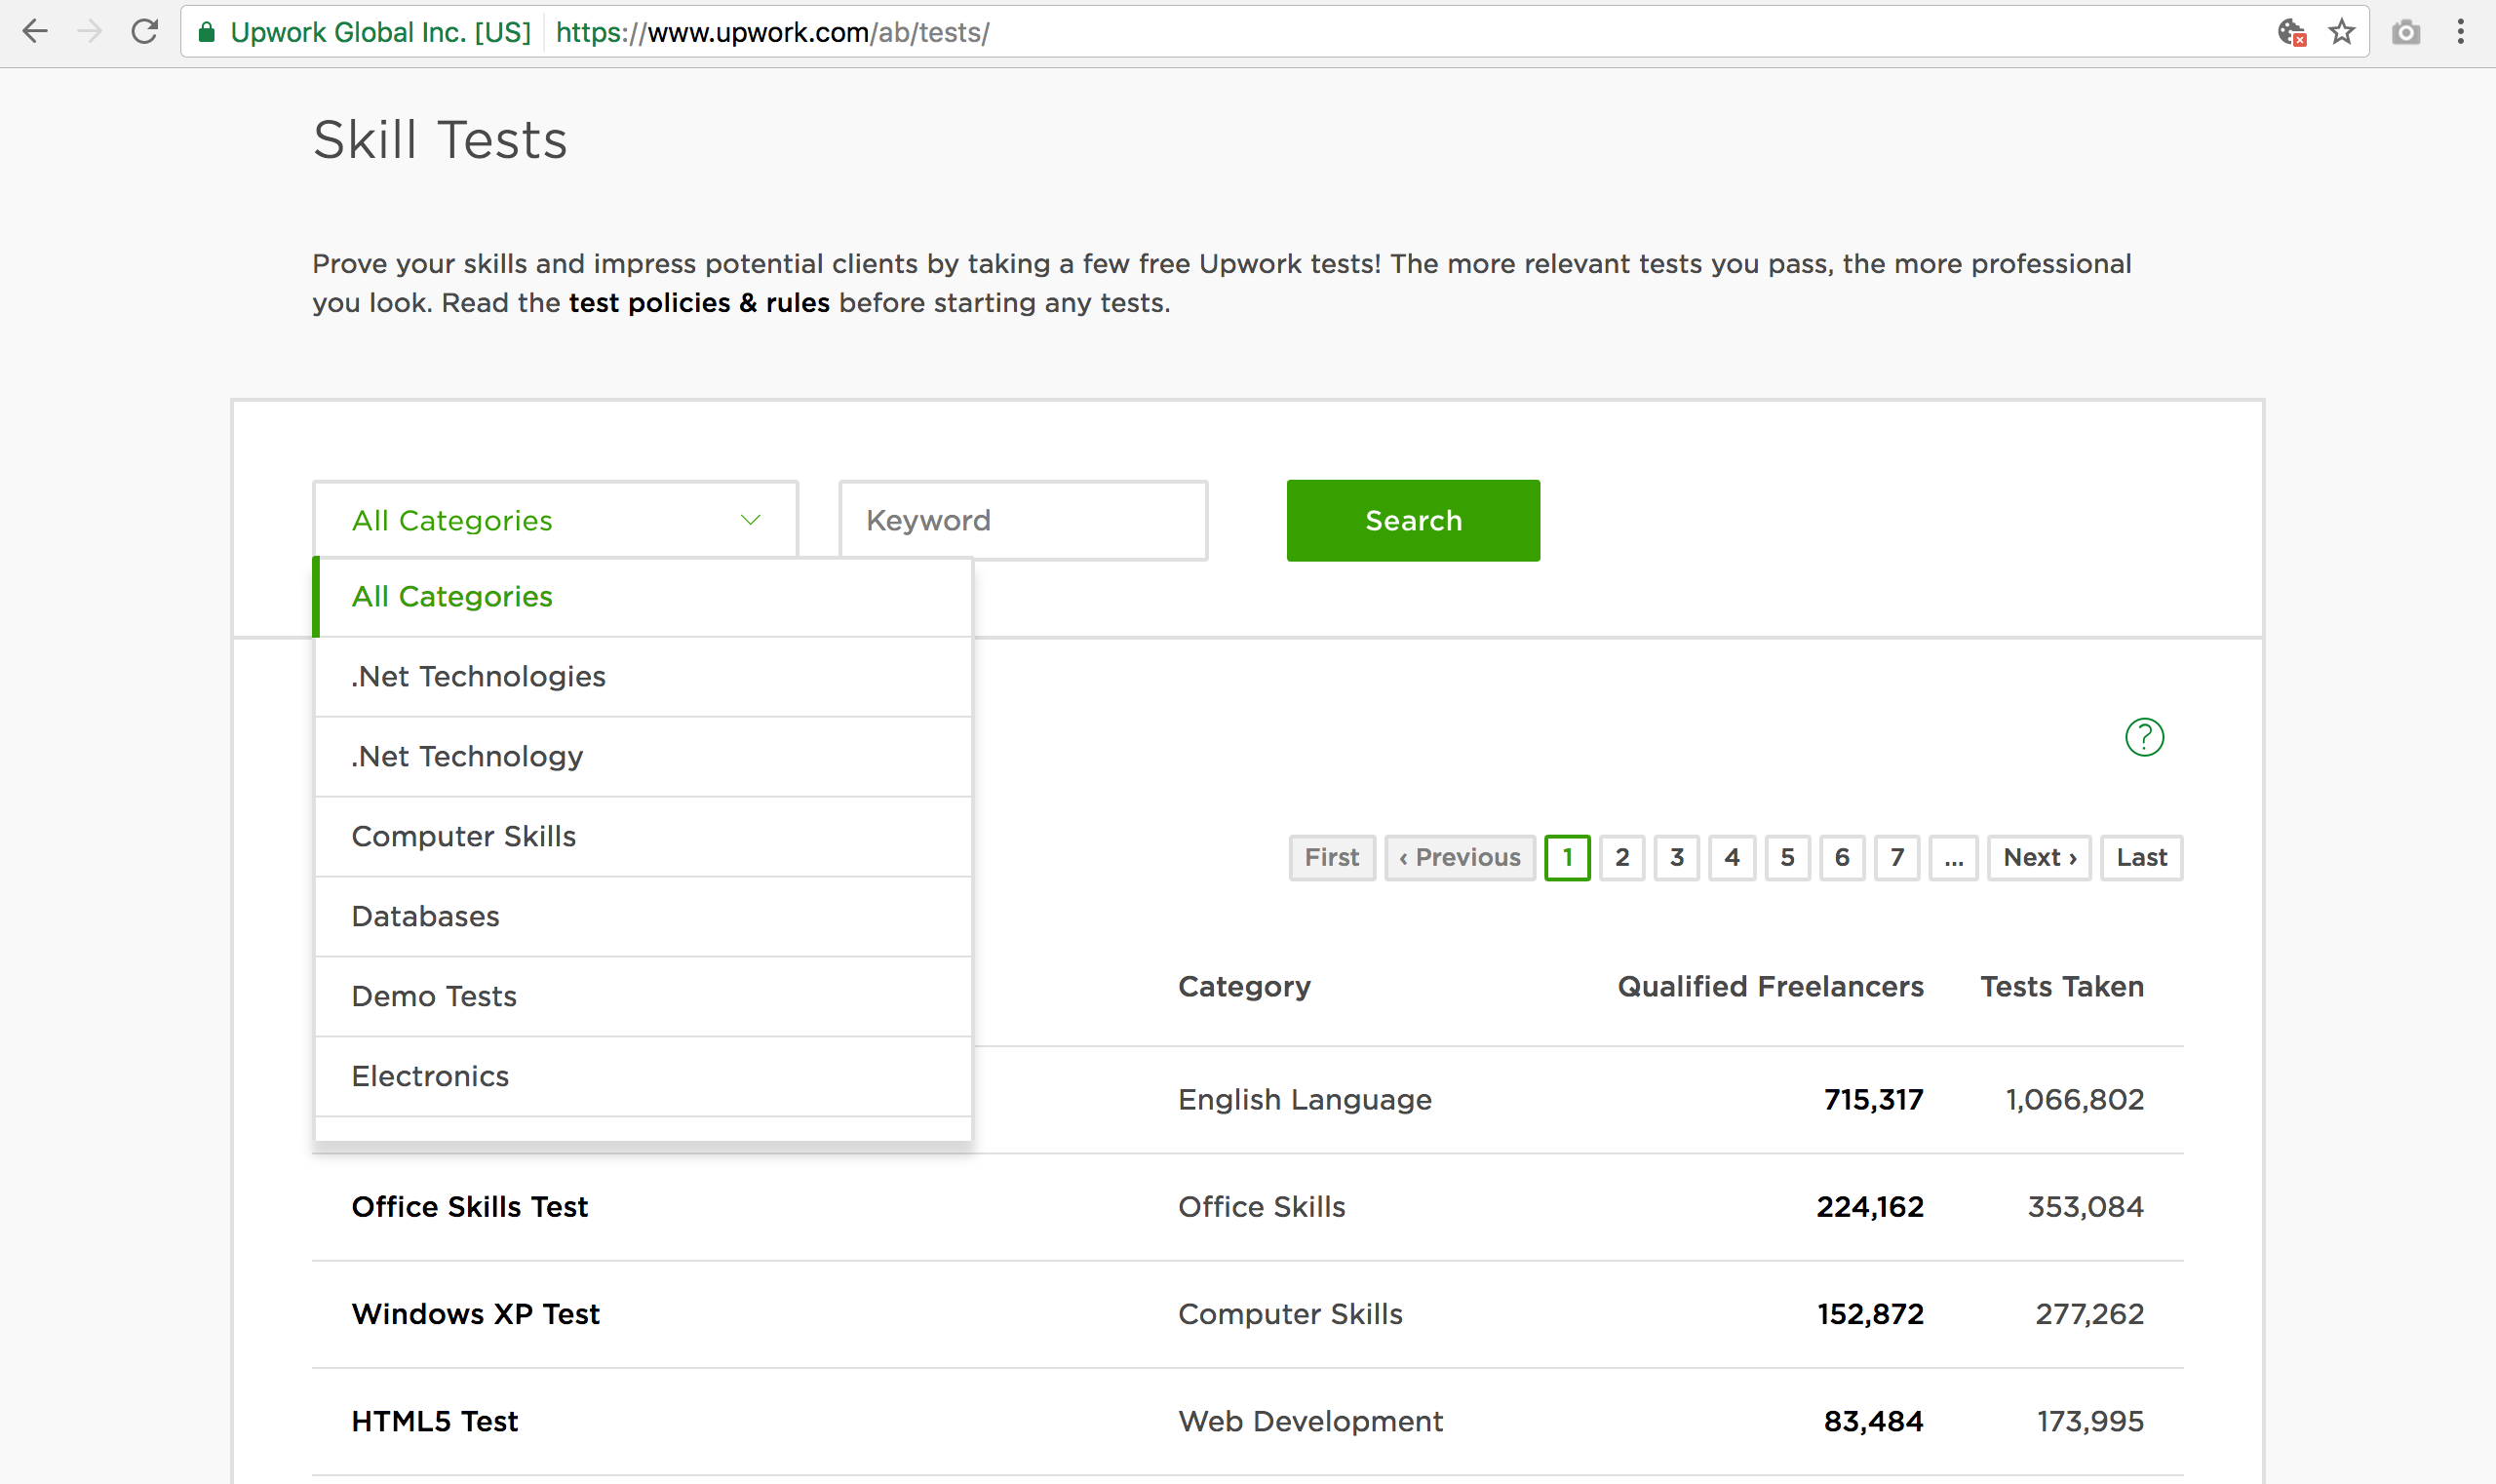 Upwork Global Inc. [US] https://www.upwork.com/ab/tests/
Skill Tests
Prove your skills and impress potential clients by taking a few free Upwork tests! The more relevant tests you pass, the more professional
you look. Read the test policies & rules before starting any tests.
All Categories Keyword Search
All Categories
.Net Technologies
.Net Technology
Computer Skills
Databases
Demo Tests
Electronics
?
First ‹ Previous 1 2 3 4 5 6 7 ... Next › Last
Category Qualified Freelancers Tests Taken
English Language 715,317 1,066,802
Office Skills Test Office Skills 224,162 353,084
Windows XP Test Computer Skills 152,872 277,262
HTML5 Test Web Development 83,484 173,995